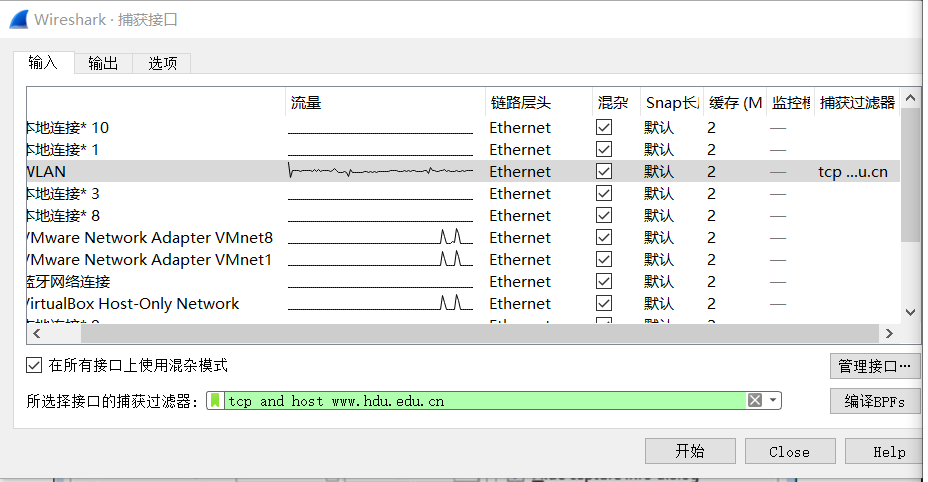 Wireshark · 捕获接口
输入 输出 选项
流量 链路层头 混杂 Snap长 缓存 (M 监控模 捕获过滤器
本地连接* 10 Ethernet 默认 2 —
本地连接* 1 Ethernet 默认 2 —
WLAN Ethernet 默认 2 — tcp ...u.cn
本地连接* 3 Ethernet 默认 2 —
本地连接* 8 Ethernet 默认 2 —
VMware Network Adapter VMnet8 Ethernet 默认 2 —
VMware Network Adapter VMnet1 Ethernet 默认 2 —
蓝牙网络连接 Ethernet 默认 2 —
VirtualBox Host-Only Network Ethernet 默认 2 —
在所有接口上使用混杂模式
管理接口…
所选择接口的捕获过滤器: tcp and host www.hdu.edu.cn
编译BPFs
开始 Close Help